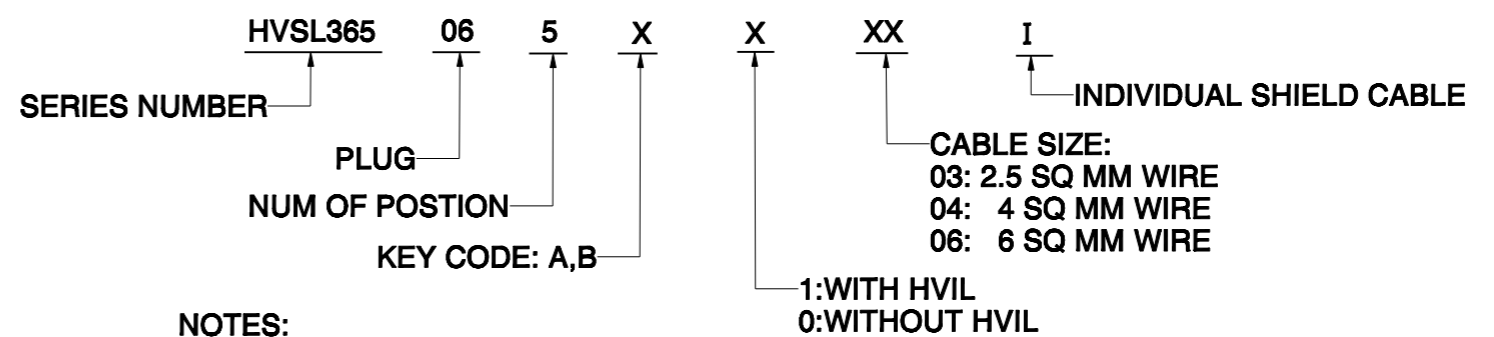 HVSL365 06 5 X X XX I
SERIES NUMBER
INDIVIDUAL SHIELD CABLE
PLUG
CABLE SIZE:
03: 2.5 SQ MM WIRE
04: 4 SQ MM WIRE
06: 6 SQ MM WIRE
NUM OF POSTION
KEY CODE: A,B
1:WITH HVIL
0:WITHOUT HVIL
NOTES: